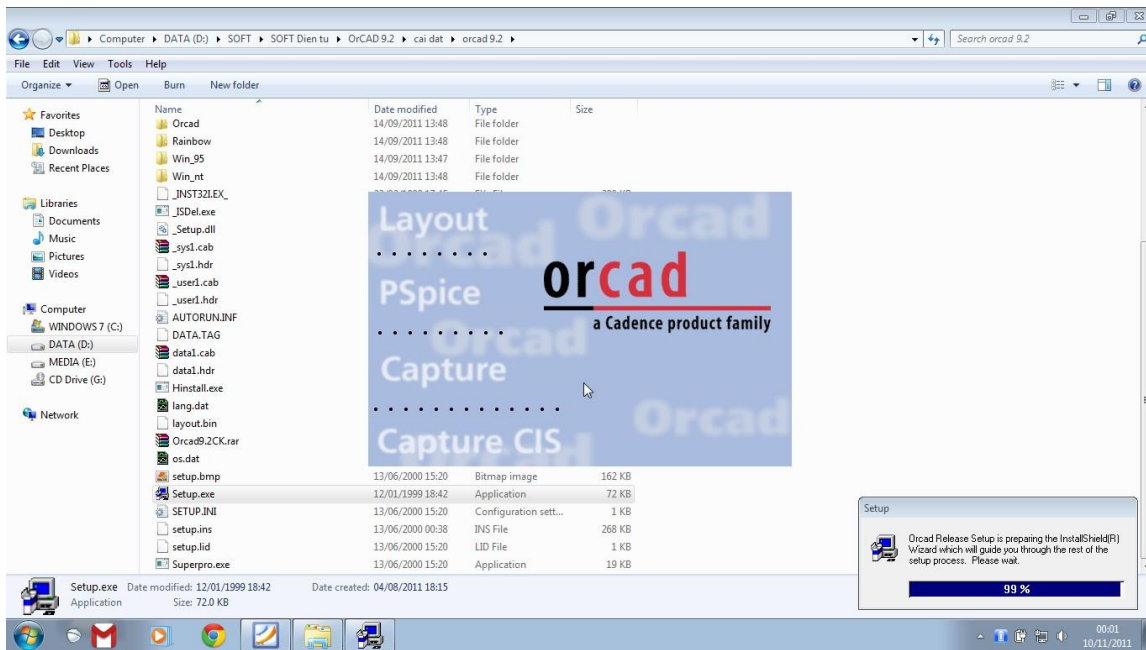 Computer ▸ DATA (D:) ▸ SOFT ▸ SOFT Dien tu ▸ OrCAD 9.2 ▸ cai dat ▸ orcad 9.2 ▸
Search orcad 9.2
File Edit View Tools Help
Organize Open Burn New folder
Name Date modified Type Size
Favorites
Desktop
Downloads
Recent Places
Libraries
Documents
Music
Pictures
Videos
Computer
WINDOWS 7 (C:)
DATA (D:)
MEDIA (E:)
CD Drive (G:)
Network
Orcad 14/09/2011 13:48 File folder
Rainbow 14/09/2011 13:48 File folder
Win_95 14/09/2011 13:47 File folder
Win_nt 14/09/2011 13:48 File folder
_INST32I.EX_
_ISDel.exe
_Setup.dll
_sys1.cab
_sys1.hdr
_user1.cab
_user1.hdr
AUTORUN.INF
DATA.TAG
data1.cab
data1.hdr
Hinstall.exe
lang.dat
layout.bin
Orcad9.2CK.rar
os.dat
setup.bmp 13/06/2000 15:20 Bitmap image 162 KB
Setup.exe 12/01/1999 18:42 Application 72 KB
SETUP.INI 13/06/2000 15:20 Configuration sett... 1 KB
setup.ins 13/06/2000 00:38 INS File 268 KB
setup.lid 13/06/2000 15:20 LID File 1 KB
Superpro.exe 13/06/2000 15:20 Application 19 KB
Layout
PSpice
Capture
Capture CIS
Orcad
Orcad
Orcad
Orcad
orcad
a Cadence product family
Setup
Orcad Release Setup is preparing the InstallShield(R)
Wizard which will guide you through the rest of the
setup process. Please wait.
99 %
Setup.exe Date modified: 12/01/1999 18:42 Date created: 04/08/2011 18:15
Application Size: 72.0 KB
00:01
10/11/2011